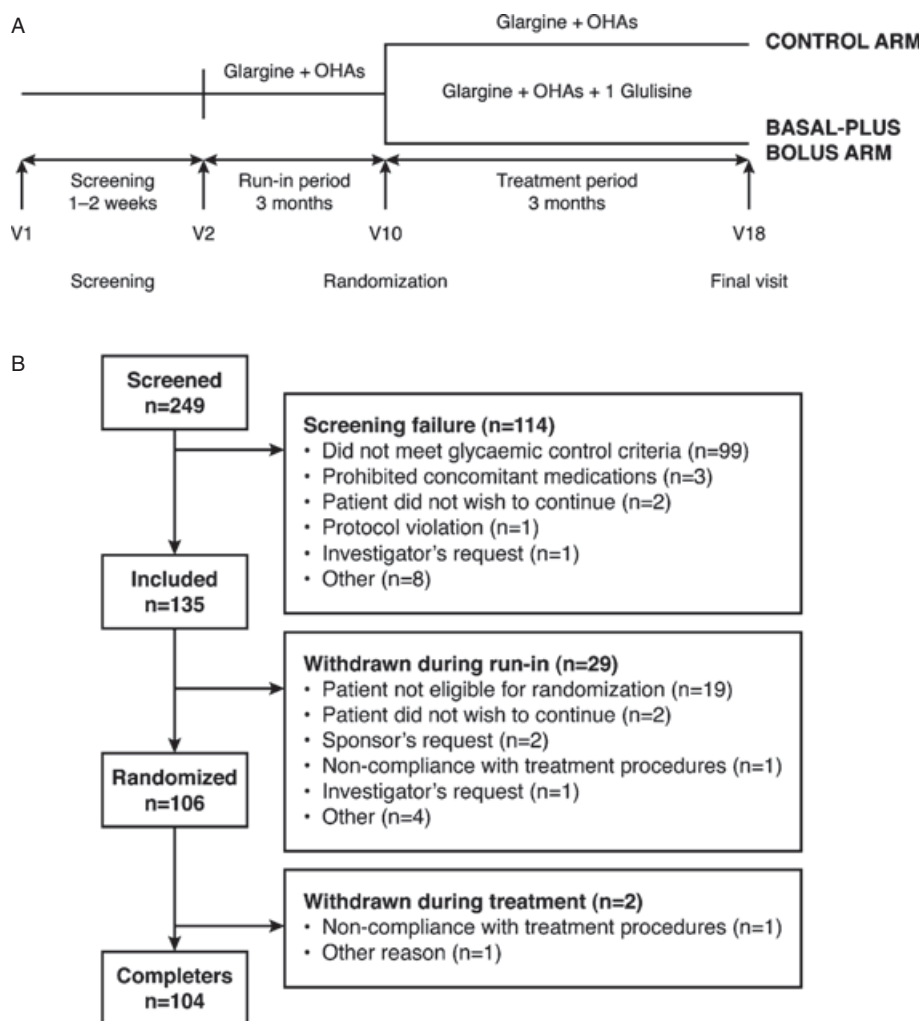 A
Glargine + OHAs
CONTROL ARM
Glargine + OHAs
Glargine + OHAs + 1 Glulisine
BASAL-PLUS
BOLUS ARM
Screening
1–2 weeks
Run-in period
3 months
Treatment period
3 months
V1
V2
V10
V18
Screening
Randomization
Final visit
B
Screened
n=249
Screening failure (n=114)
• Did not meet glycaemic control criteria (n=99)
• Prohibited concomitant medications (n=3)
• Patient did not wish to continue (n=2)
• Protocol violation (n=1)
• Investigator's request (n=1)
• Other (n=8)
Included
n=135
Withdrawn during run-in (n=29)
• Patient not eligible for randomization (n=19)
• Patient did not wish to continue (n=2)
• Sponsor's request (n=2)
• Non-compliance with treatment procedures (n=1)
• Investigator's request (n=1)
• Other (n=4)
Randomized
n=106
Withdrawn during treatment (n=2)
• Non-compliance with treatment procedures (n=1)
• Other reason (n=1)
Completers
n=104